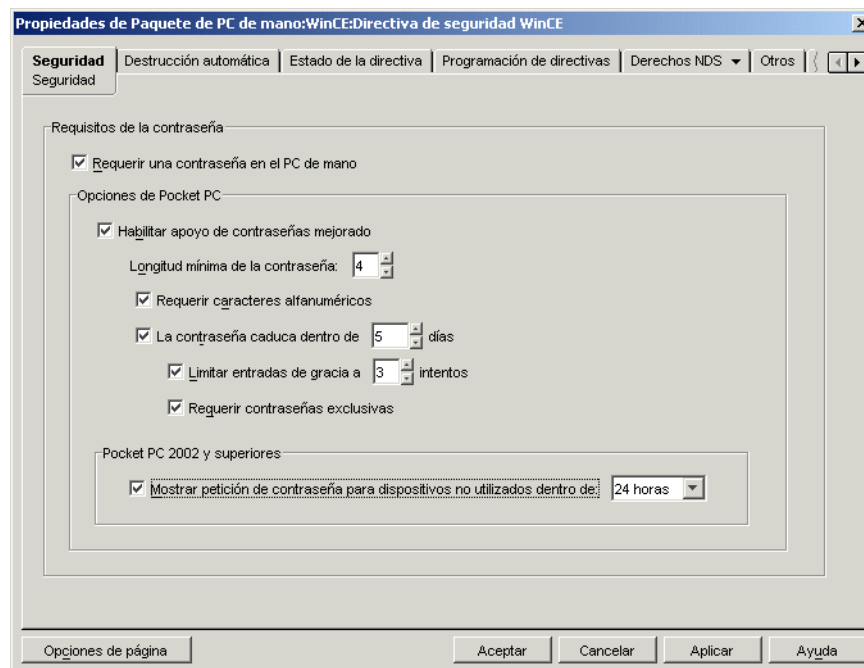 Propiedades de Paquete de PC de mano:WinCE:Directiva de seguridad WinCE
Seguridad Destrucción automática Estado de la directiva Programación de directivas Derechos NDS Otros
Seguridad
Requisitos de la contraseña
Requerir una contraseña en el PC de mano
Opciones de Pocket PC
Habilitar apoyo de contraseñas mejorado
Longitud mínima de la contraseña: 4
Requerir caracteres alfanuméricos
La contraseña caduca dentro de 5 días
Limitar entradas de gracia a 3 intentos
Requerir contraseñas exclusivas
Pocket PC 2002 y superiores
Mostrar petición de contraseña para dispositivos no utilizados dentro de: 24 horas
Opciones de página Aceptar Cancelar Aplicar Ayuda